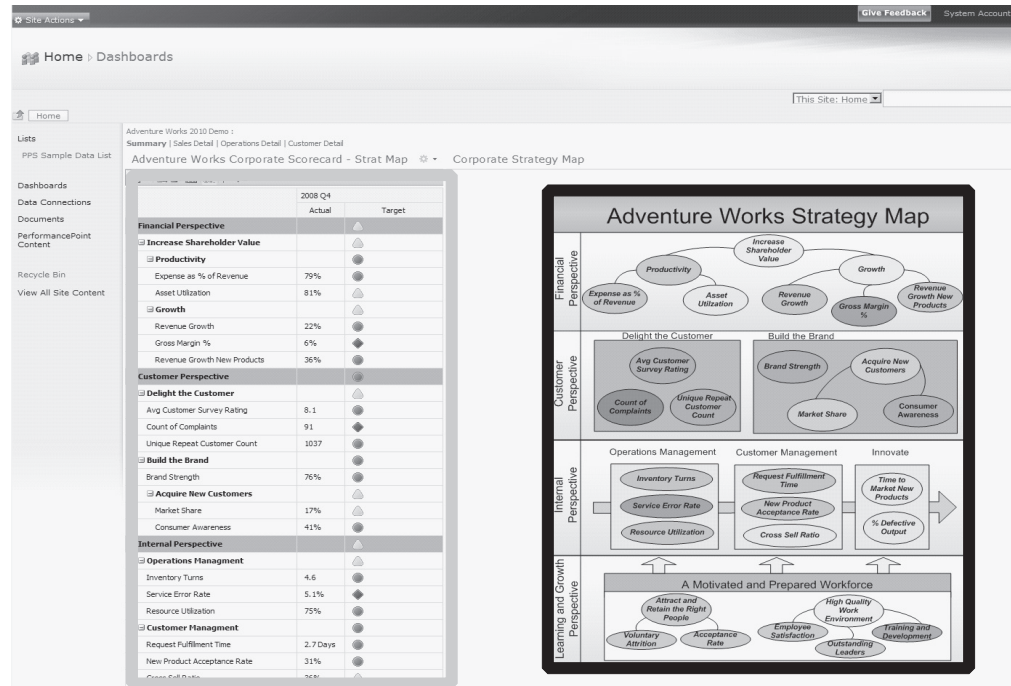 Site Actions
Give Feedback
System Account
Home Dashboards
This Site: Home
Home
Lists
PPS Sample Data List
Dashboards
Data Connections
Documents
PerformancePoint
Content
Recycle Bin
View All Site Content
Adventure Works 2010 Demo :
Summary | Sales Detail | Operations Detail | Customer Detail
Adventure Works Corporate Scorecard - Strat Map
Corporate Strategy Map
2008 Q4
Actual Target
Financial Perspective
Increase Shareholder Value
Productivity
Expense as % of Revenue 79%
Asset Utilization 81%
Growth
Revenue Growth 22%
Gross Margin % 6%
Revenue Growth New Products 36%
Customer Perspective
Delight the Customer
Avg Customer Survey Rating 8.1
Count of Complaints 91
Unique Repeat Customer Count 1037
Build the Brand
Brand Strength 76%
Acquire New Customers
Market Share 17%
Consumer Awareness 41%
Internal Perspective
Operations Managment
Inventory Turns 4.6
Service Error Rate 5.1%
Resource Utilization 75%
Customer Managment
Request Fulfillment Time 2.7 Days
New Product Acceptance Rate 31%
Adventure Works Strategy Map
Financial
Perspective
Increase
Shareholder
Value
Productivity
Growth
Expense as %
of Revenue
Asset
Utilzation
Revenue
Growth
Gross Margin
%
Revenue
Growth New
Products
Customer
Perspective
Delight the Customer
Build the Brand
Avg Customer
Survey Rating
Count of
Complaints
Unique Repeat
Customer
Count
Brand Strength
Acquire New
Customers
Market Share
Consumer
Awareness
Internal
Perspective
Operations Management
Customer Management
Innovate
Inventory Turns
Service Error Rate
Resource Utilization
Request Fulfillment
Time
New Product
Acceptance Rate
Cross Sell Ratio
Time to
Market New
Products
% Defective
Output
Learning and Growth
Perspective
A Motivated and Prepared Workforce
Attract and
Retain the Right
People
Voluntary
Attrition
Acceptance
Rate
High Quality
Work
Environment
Employee
Satisfaction
Outstanding
Leaders
Training and
Development